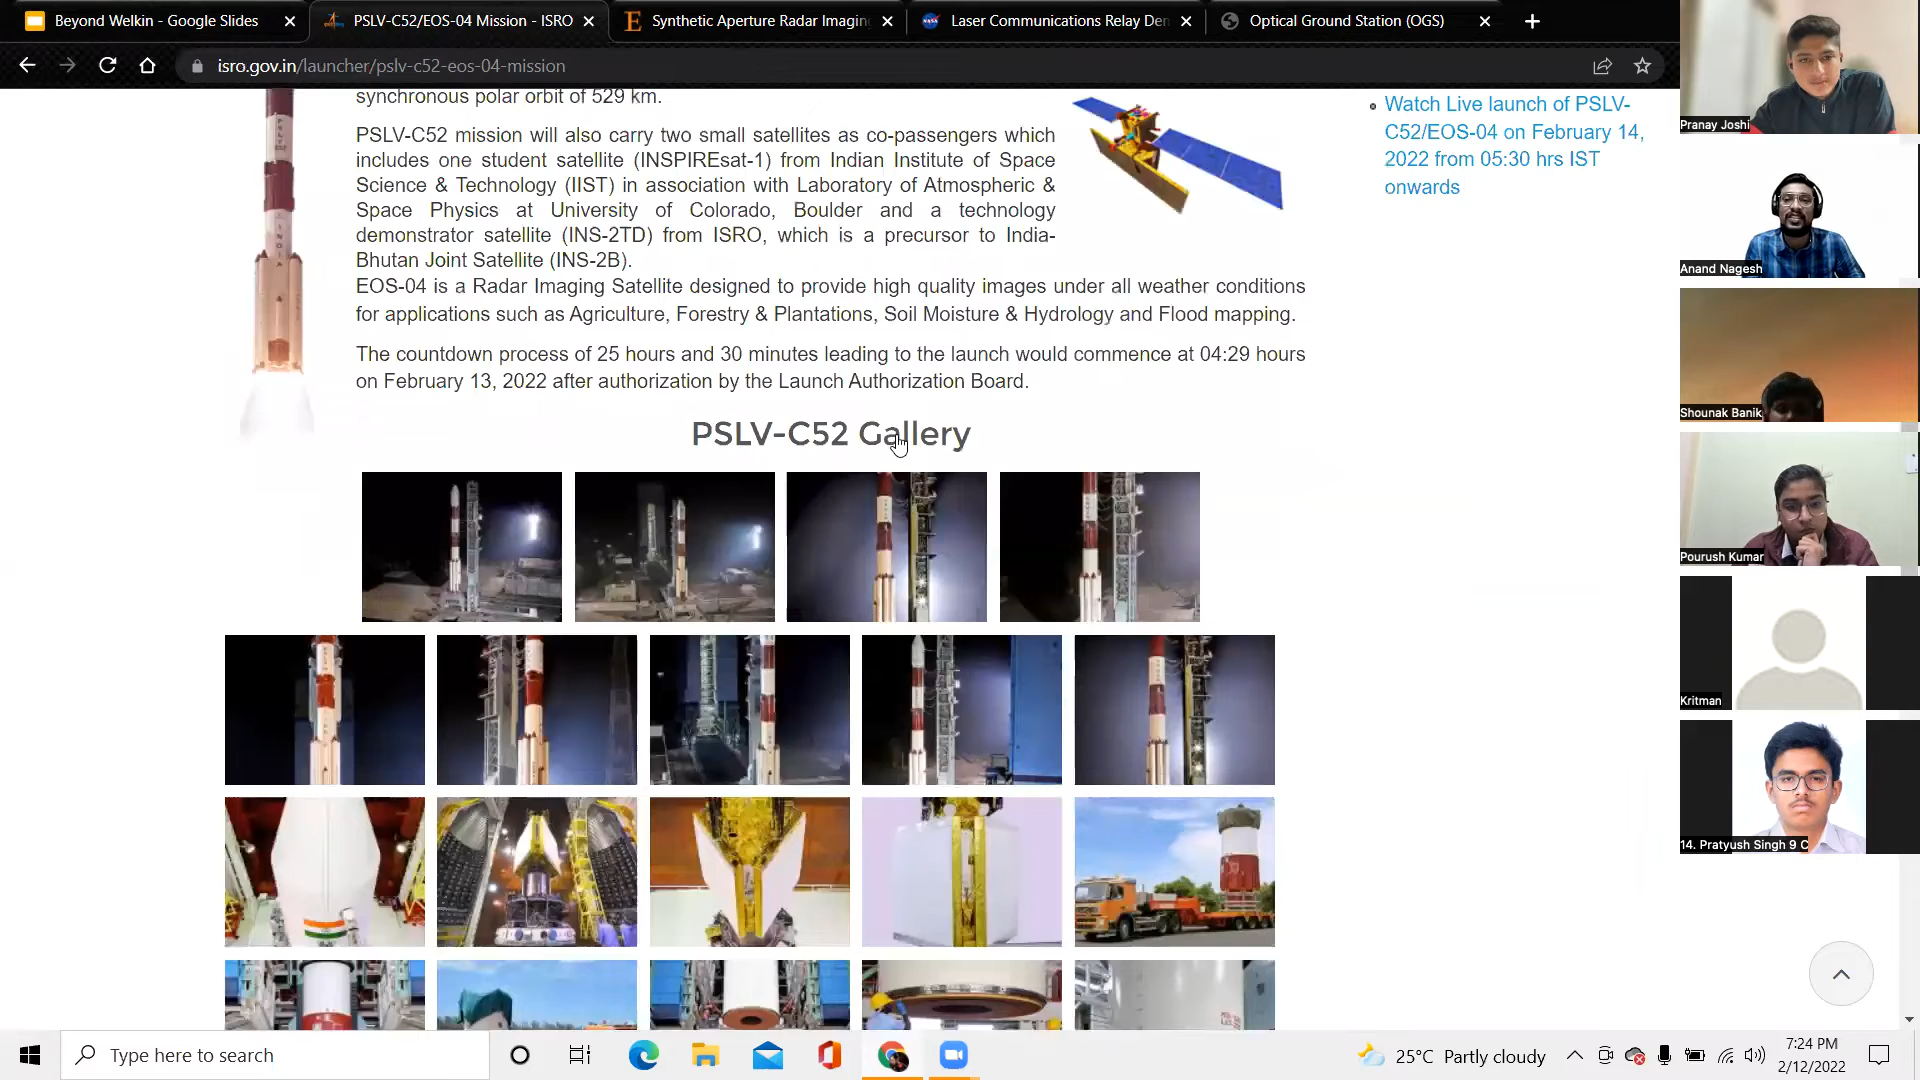 Beyond Welkin - Google Slides
PSLV-C52/EOS-04 Mission - ISRO
Synthetic Aperture Radar Imagin
Laser Communications Relay Den
Optical Ground Station (OGS)
isro.gov.in/launcher/pslv-c52-eos-04-mission
synchronous polar orbit of 529 km.
PSLV-C52 mission will also carry two small satellites as co-passengers which
includes one student satellite (INSPIREsat-1) from Indian Institute of Space
Science & Technology (IIST) in association with Laboratory of Atmospheric &
Space Physics at University of Colorado, Boulder and a technology
demonstrator satellite (INS-2TD) from ISRO, which is a precursor to India-
Bhutan Joint Satellite (INS-2B).
EOS-04 is a Radar Imaging Satellite designed to provide high quality images under all weather conditions
for applications such as Agriculture, Forestry & Plantations, Soil Moisture & Hydrology and Flood mapping.
The countdown process of 25 hours and 30 minutes leading to the launch would commence at 04:29 hours
on February 13, 2022 after authorization by the Launch Authorization Board.
Watch Live launch of PSLV-
C52/EOS-04 on February 14,
2022 from 05:30 hrs IST
onwards
PSLV-C52 Gallery
Pranay Joshi
Anand Nagesh
Shounak Banik
Pourush Kumar
Kritman
14. Pratyush Singh 9 C
Type here to search
25°C Partly cloudy
7:24 PM
2/12/2022